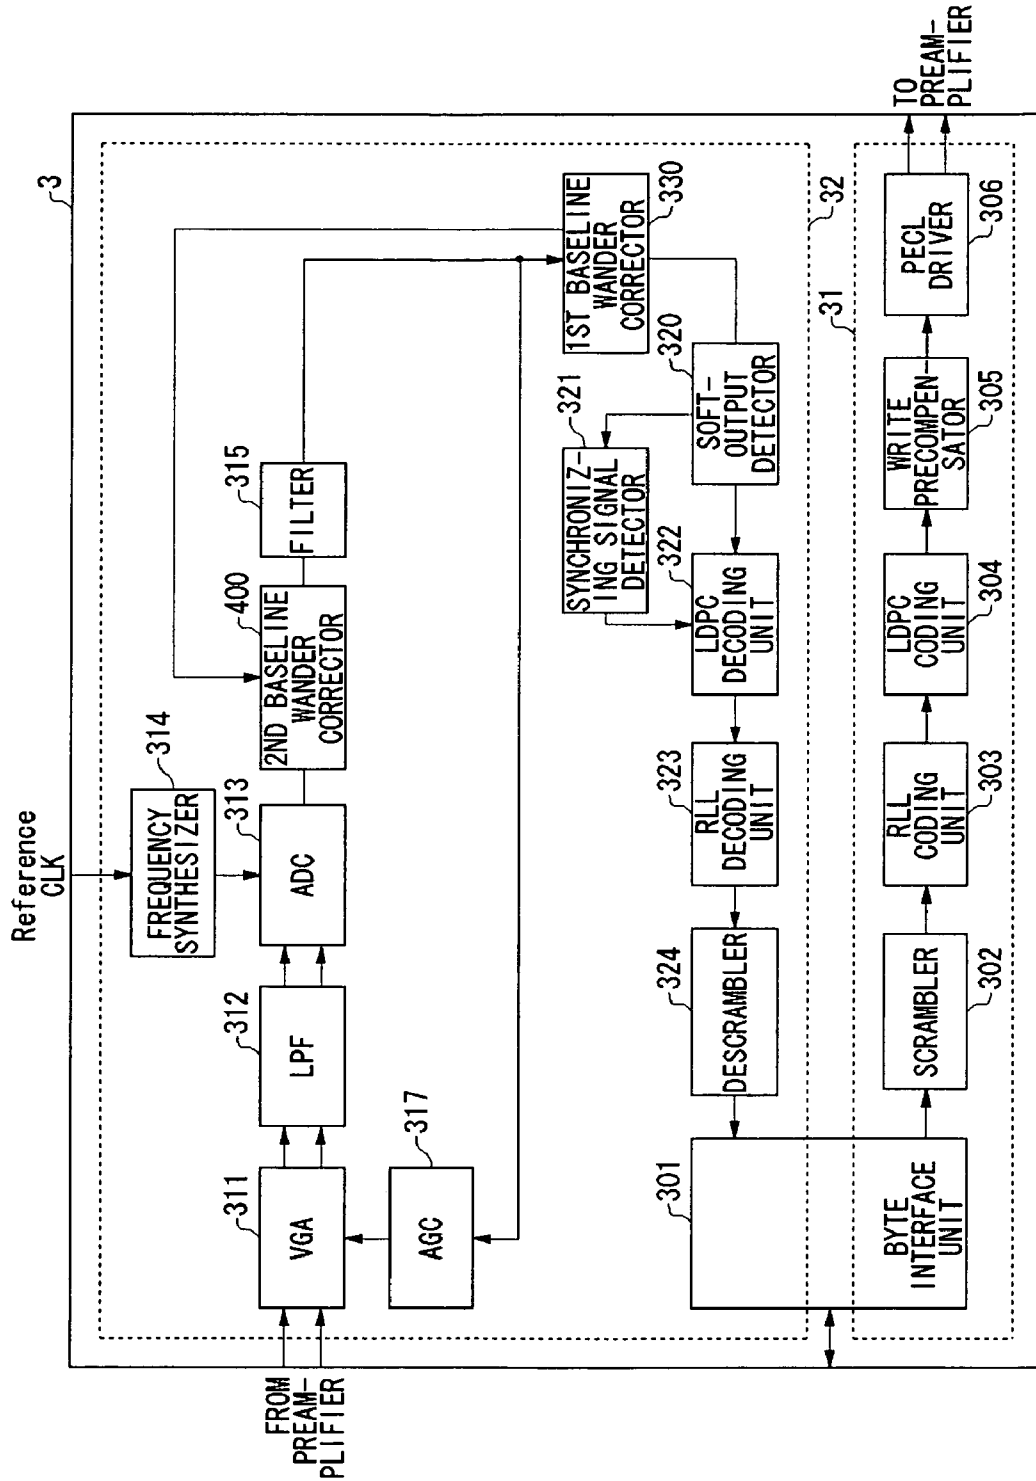 Reference
CLK
3
314
FREQUENCY
SYNTHESIZER
FROM
PREAM-
PLIFIER
311
VGA
312
LPF
313
ADC
400
2ND BASELINE
WANDER
CORRECTOR
315
FILTER
317
AGC
1ST BASELINE
WANDER
CORRECTOR
330
321
SYNCHRONIZ-
ING SIGNAL
DETECTOR
320
SOFT-
OUTPUT
DETECTOR
322
LDPC
DECODING
UNIT
323
RLL
DECODING
UNIT
324
DESCRAMBLER
301
BYTE
INTERFACE
UNIT
32
31
SCRAMBLER
302
RLL
CODING
UNIT
303
LDPC
CODING
UNIT
304
WRITE
PRECOMPEN-
SATOR
305
PECL
DRIVER
306
TO
PREAM-
PLIFIER